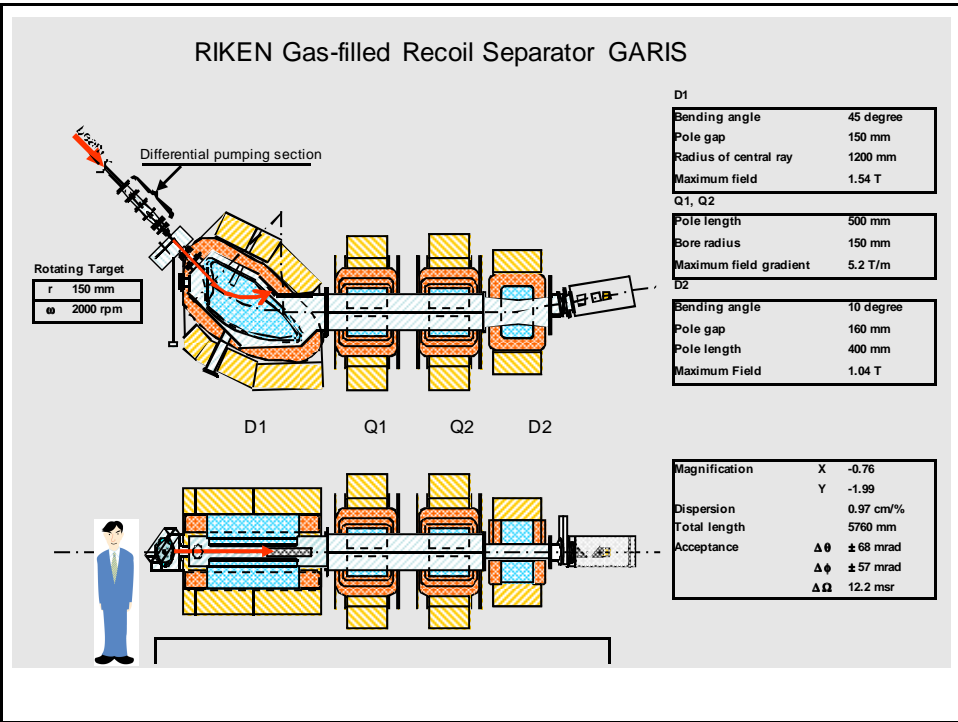 RIKEN Gas-filled Recoil Separator GARIS
Differential pumping section
Rotating Target
r 150 mm
ω 2000 rpm
D1
Bending angle 45 degree
Pole gap 150 mm
Radius of central ray 1200 mm
Maximum field 1.54 T
Q1, Q2
Pole length 500 mm
Bore radius 150 mm
Maximum field gradient 5.2 T/m
D2
Bending angle 10 degree
Pole gap 160 mm
Pole length 400 mm
Maximum Field 1.04 T
D1 Q1 Q2 D2
Magnification X -0.76
Y -1.99
Dispersion 0.97 cm/%
Total length 5760 mm
Acceptance Δθ ± 68 mrad
Δϕ ± 57 mrad
ΔΩ 12.2 msr